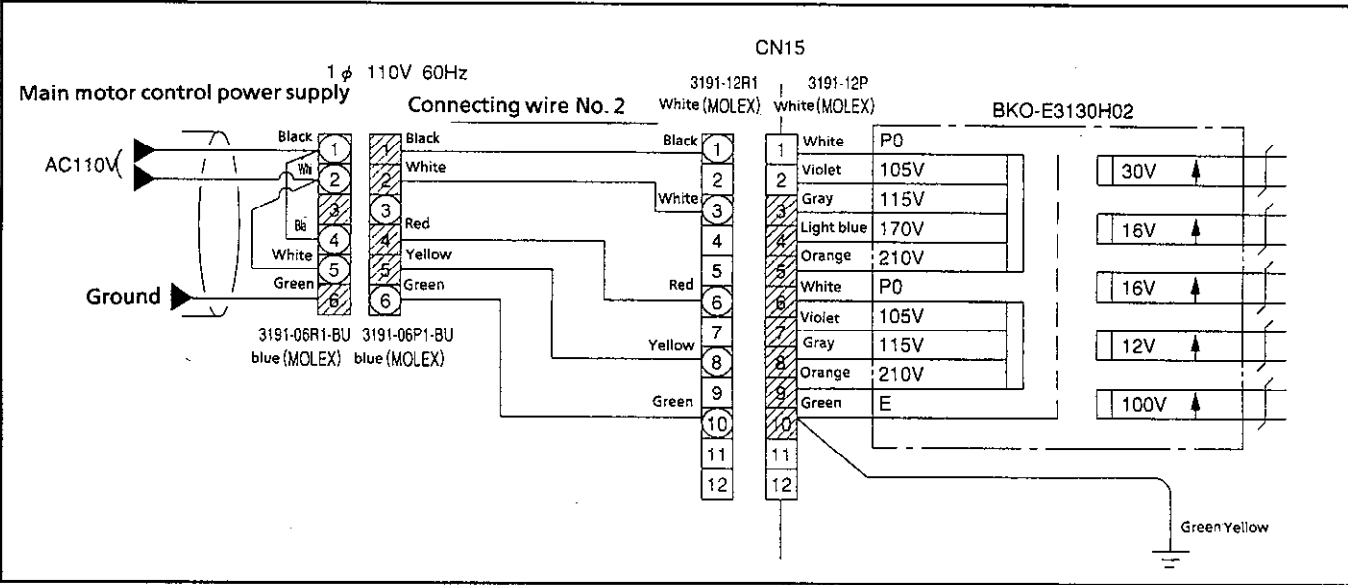 CN15
1φ 110V 60Hz
Main motor control power supply
Connecting wire No. 2
3191-12R1
White (MOLEX)
3191-12P
White (MOLEX)
BKO-E3130H02
AC110V
Ground
Black
Whi
Bla
White
Green
1
2
3
4
5
6
3191-06R1-BU
blue (MOLEX)
1
2
3
4
5
6
3191-06P1-BU
blue (MOLEX)
Black
White
Red
Yellow
Green
Black
White
Red
Yellow
Green
1
2
3
4
5
6
7
8
9
10
11
12
1
2
3
4
5
6
7
8
9
10
11
12
White P0
Violet 105V
Gray 115V
Light blue 170V
Orange 210V
White P0
Violet 105V
Gray 115V
Orange 210V
Green E
30V
16V
16V
12V
100V
Green Yellow